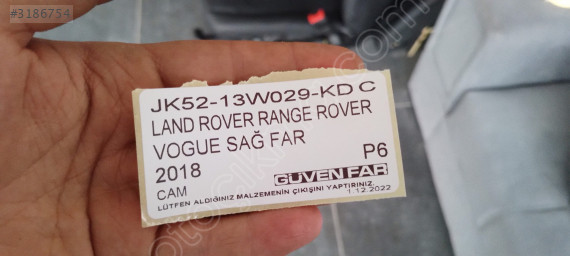 #3186754
JK52-13W029-KD C
LAND ROVER RANGE ROVER
VOGUE SAĞ FAR
2018 P6
CAM GÜVEN FAR
LÜTFEN ALDIĞINIZ MALZEMENİN ÇIKIŞINI YAPTIRINIZ. 1.12.2022